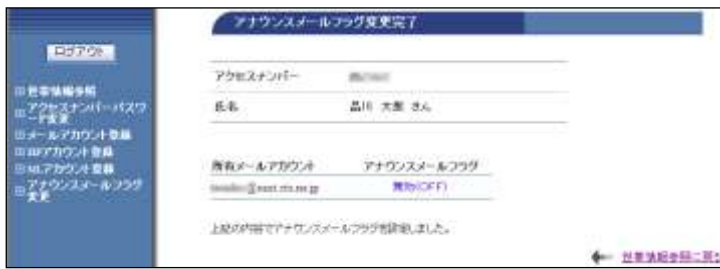 アナウンスメールフラグ変更完了
ログアウト
世帯情報参照
アクセスナンバーパスワ
ード変更
メールアカウント登録
アカウント登録
MLアカウント登録
アナウンスメールフラグ
変更
アクセスナンバー
氏名 品川 太郎 さん
所有メールアカウント アナウンスメールフラグ
無効(OFF)
上記の内容でアナウンスメールフラグを設定しました。
世帯情報参照に戻る